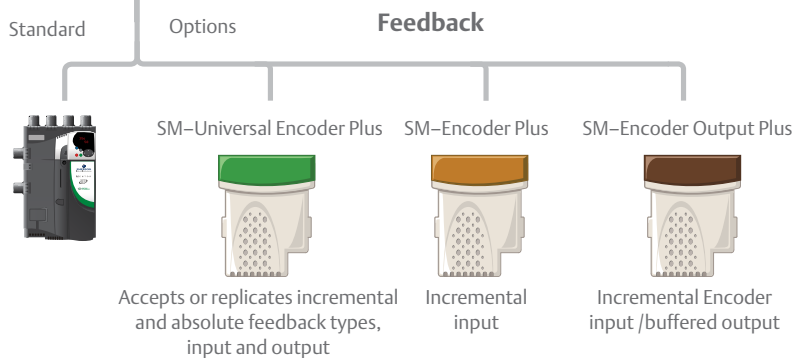 Standard
Options
Feedback
SM–Universal Encoder Plus
SM–Encoder Plus
SM–Encoder Output Plus
Accepts or replicates incremental
and absolute feedback types,
input and output
Incremental
input
Incremental Encoder
input /buffered output